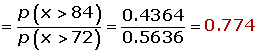 = p(x>84)/p(x>72) = 0.4364/0.5636 = 0.774